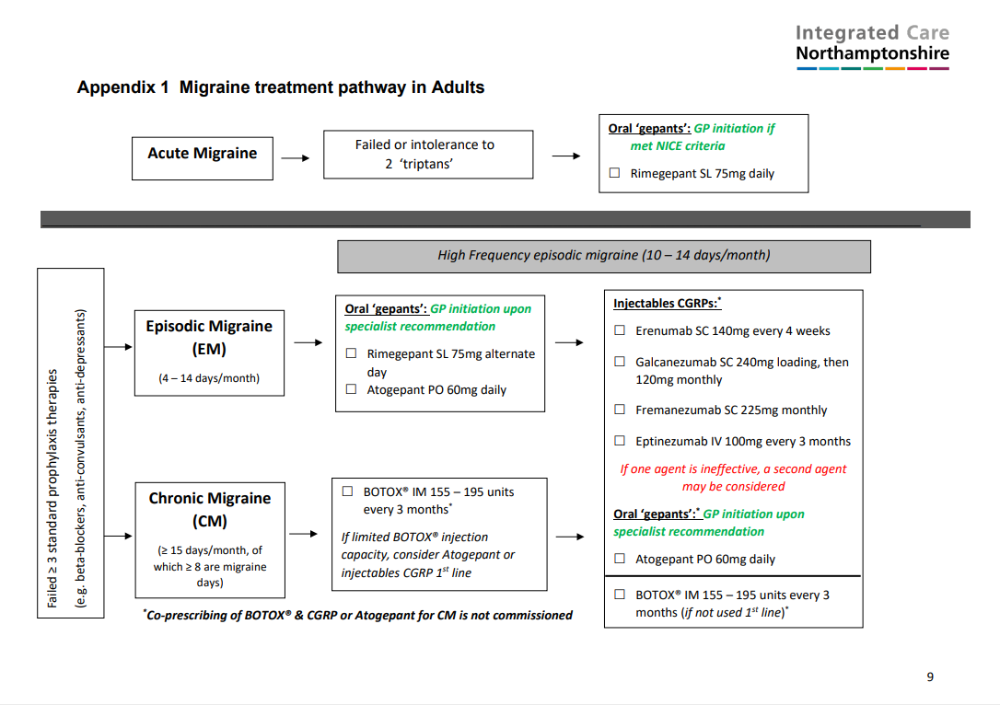 Integrated Care
Northamptonshire
Appendix 1 Migraine treatment pathway in Adults
Acute Migraine
Failed or intolerance to
2 ‘triptans’
Oral ‘gepants’: GP initiation if
met NICE criteria
☐ Rimegepant SL 75mg daily
High Frequency episodic migraine (10 – 14 days/month)
Failed ≥ 3 standard prophylaxis therapies
(e.g. beta-blockers, anti-convulsants, anti-depressants)
Episodic Migraine
(EM)
(4 – 14 days/month)
Oral ‘gepants’: GP initiation upon
specialist recommendation
☐ Rimegepant SL 75mg alternate
day
☐ Atogepant PO 60mg daily
Injectables CGRPs:*
☐ Erenumab SC 140mg every 4 weeks
☐ Galcanezumab SC 240mg loading, then
120mg monthly
☐ Fremanezumab SC 225mg monthly
☐ Eptinezumab IV 100mg every 3 months
If one agent is ineffective, a second agent
may be considered
Oral ‘gepants’:* GP initiation upon
specialist recommendation
☐ Atogepant PO 60mg daily
☐ BOTOX® IM 155 – 195 units every 3
months (if not used 1st line)*
Chronic Migraine
(CM)
(≥ 15 days/month, of
which ≥ 8 are migraine
days)
☐ BOTOX® IM 155 – 195 units
every 3 months*
If limited BOTOX® injection
capacity, consider Atogepant or
injectables CGRP 1st line
*Co-prescribing of BOTOX® & CGRP or Atogepant for CM is not commissioned
9